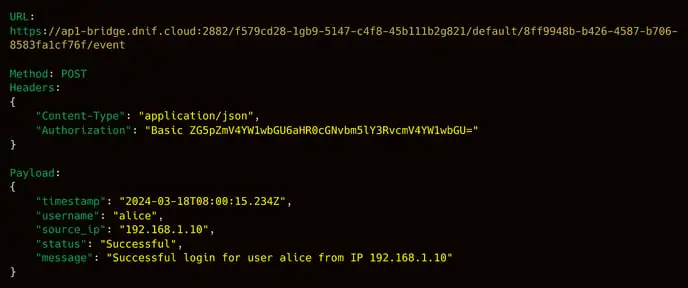 URL:
https://ap1-bridge.dnif.cloud:2882/f579cd28-1gb9-5147-c4f8-45b111b2g821/default/8ff9948b-b426-4587-b706-
8583fa1cf76f/event
Method: POST
Headers:
{
"Content-Type": "application/json",
"Authorization": "Basic ZG5pZmV4YW1wbGU6aHR0cGNvbm5lY3RvcmV4YW1wbGU="
}
Payload:
{
"timestamp": "2024-03-18T08:00:15.234Z",
"username": "alice",
"source_ip": "192.168.1.10",
"status": "Successful",
"message": "Successful login for user alice from IP 192.168.1.10"
}